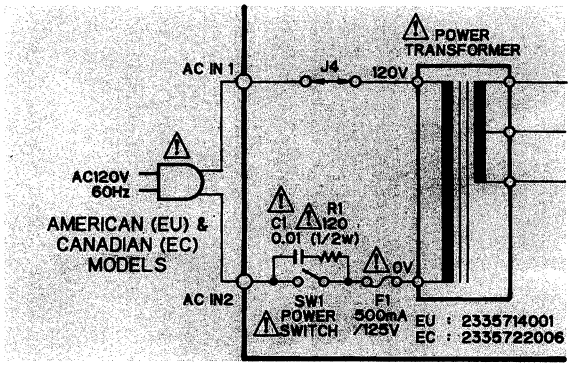 POWER
TRANSFORMER
AC IN 1
J4
120V
AC120V
60Hz
AMERICAN (EU) &
CANADIAN (EC)
MODELS
C1
R1
120
0.01 (1/2w)
0V
AC IN2
SW1
POWER
SWITCH
F1
500mA
/125V
EU : 2335714001
EC : 2335722006